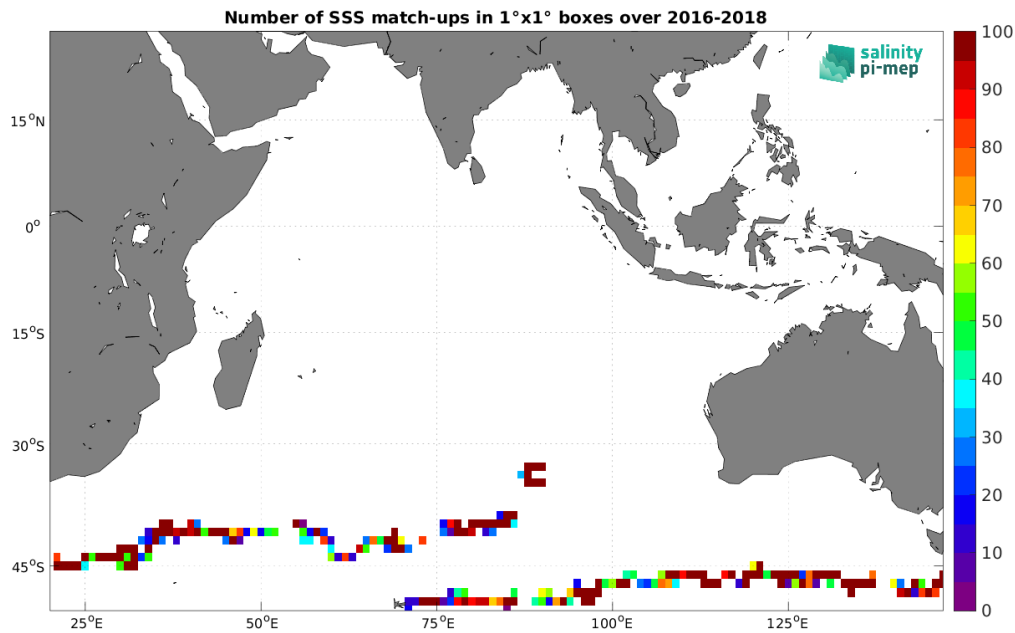 Number of SSS match-ups in 1°x1° boxes over 2016-2018
salinity
pi-mep
15°N
0°
15°S
30°S
45°S
25°E
50°E
75°E
100°E
125°E
100
90
80
70
60
50
40
30
20
10
0